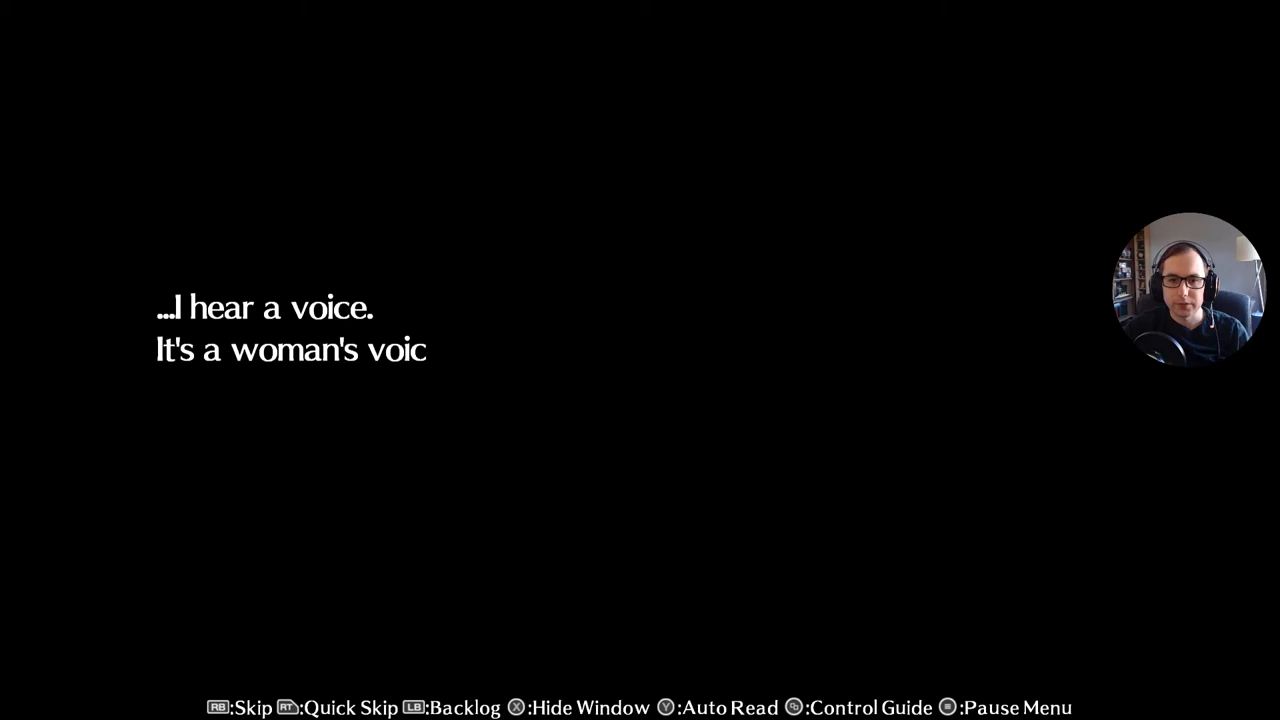 ...I hear a voice.
It's a woman's voic
RB:Skip RT:Quick Skip LB:Backlog X:Hide Window Y:Auto Read :Control Guide :Pause Menu